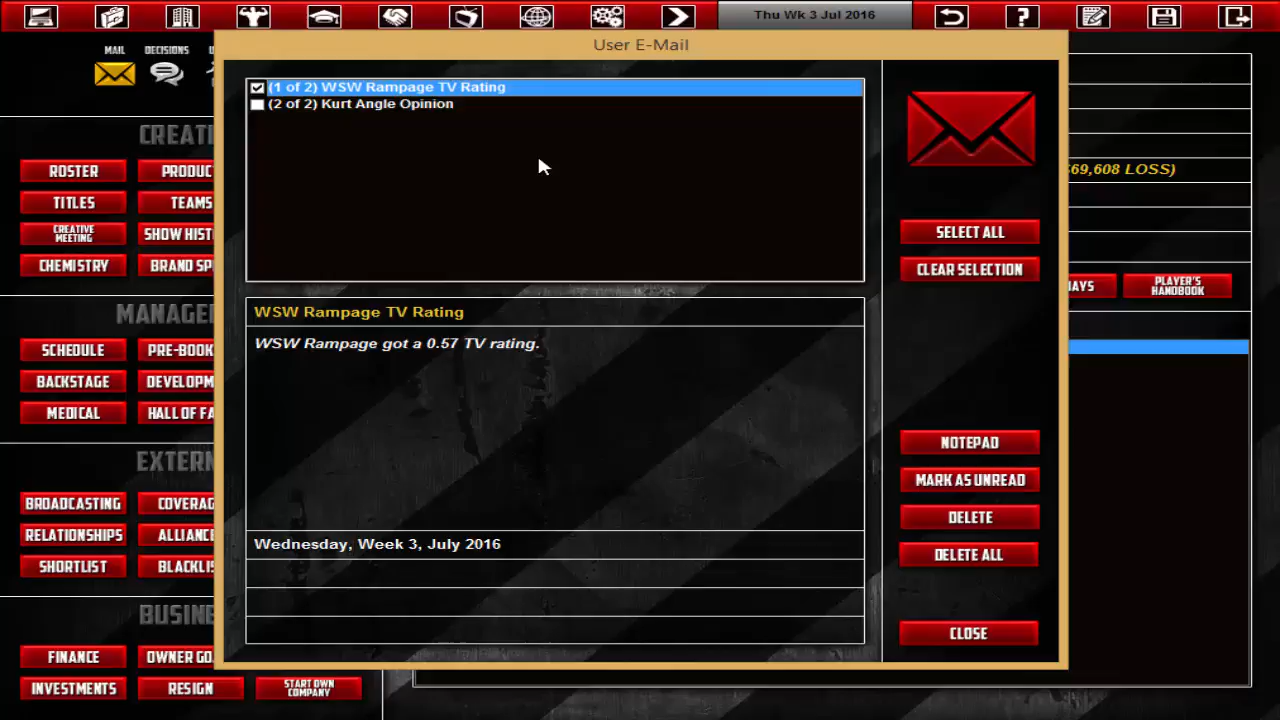 Thu Wk 3 Jul 2016
User E-Mail
MAIL
DECISIONS
(1 of 2) WSW Rampage TV Rating
(2 of 2) Kurt Angle Opinion
WSW Rampage TV Rating
WSW Rampage got a 0.57 TV rating.
Wednesday, Week 3, July 2016
SELECT ALL
CLEAR SELECTION
NOTEPAD
MARK AS UNREAD
DELETE
DELETE ALL
CLOSE
CREATI
ROSTER
PRODUC
TITLES
TEAMS
CREATIVE
MEETING
SHOW HIST
CHEMISTRY
BRAND SP
MANAGE
SCHEDULE
PRE-BOOK
BACKSTAGE
DEVELOPM
MEDICAL
HALL OF FA
EXTERN
BROADCASTING
COVERAG
RELATIONSHIPS
ALLIANC
SHORTLIST
BLACKLIS
BUSIN
FINANCE
OWNER GO
INVESTMENTS
RESIGN
START OWN
COMPANY
69,608 LOSS)
AYS
PLAYER'S
HANDBOOK